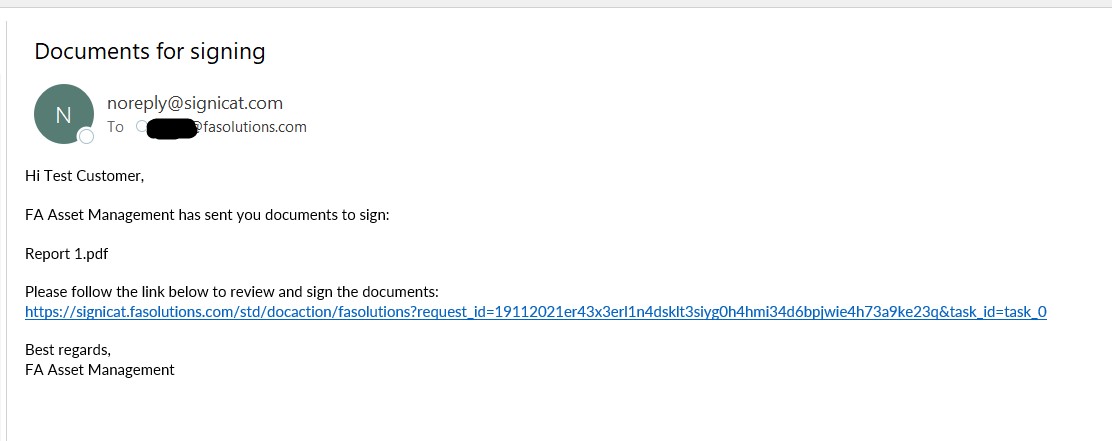 Documents for signing
N
noreply@signicat.com
To @fasolutions.com
Hi Test Customer,
FA Asset Management has sent you documents to sign:
Report 1.pdf
Please follow the link below to review and sign the documents:
https://signicat.fasolutions.com/std/docaction/fasolutions?request_id=19112021er43x3erl1n4dsklt3siyg0h4hmi34d6bpjwie4h73a9ke23q&task_id=task_0
Best regards,
FA Asset Management